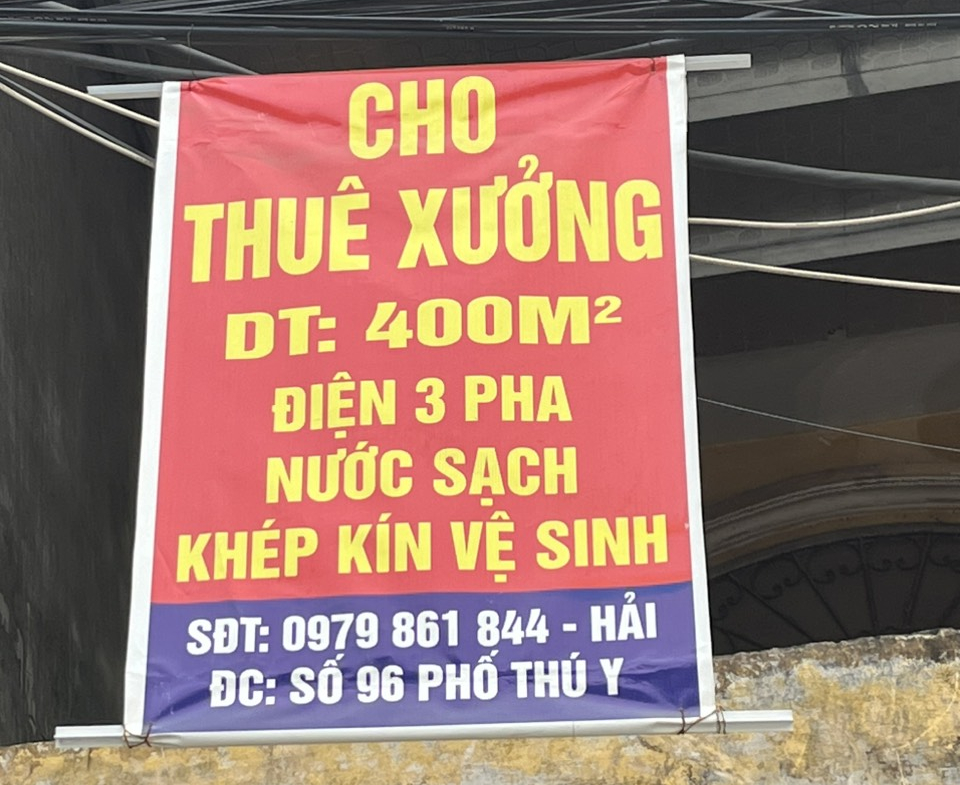 CHO
THUÊ XƯỞNG
DT: 400M²
ĐIỆN 3 PHA
NƯỚC SẠCH
KHÉP KÍN VỆ SINH
SĐT: 0979 861 844 - HẢI
ĐC: SỐ 96 PHỐ THÚ Y